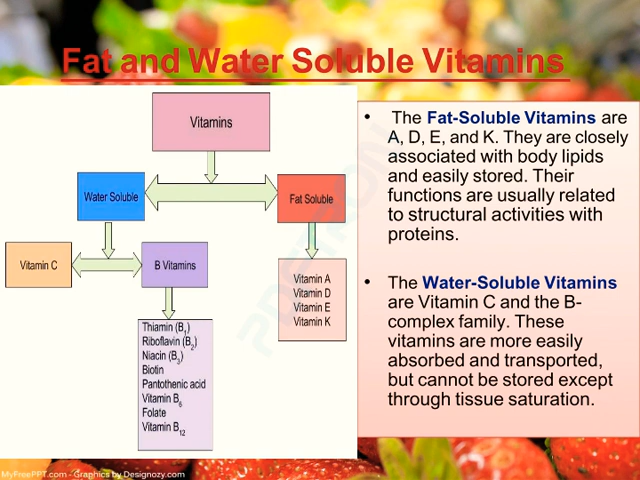 Fat and Water Soluble Vitamins
Vitamins
Water Soluble
Fat Soluble
Vitamin C
B Vitamins
Vitamin A
Vitamin D
Vitamin E
Vitamin K
Thiamin (B1)
Riboflavin (B2)
Niacin (B3)
Biotin
Pantothenic acid
Vitamin B6
Folate
Vitamin B12
• The Fat-Soluble Vitamins are
A, D, E, and K. They are closely
associated with body lipids
and easily stored. Their
functions are usually related
to structural activities with
proteins.
• The Water-Soluble Vitamins
are Vitamin C and the B-
complex family. These
vitamins are more easily
absorbed and transported,
but cannot be stored except
through tissue saturation.
MyFreePPT.com - Graphics by Designozy.com